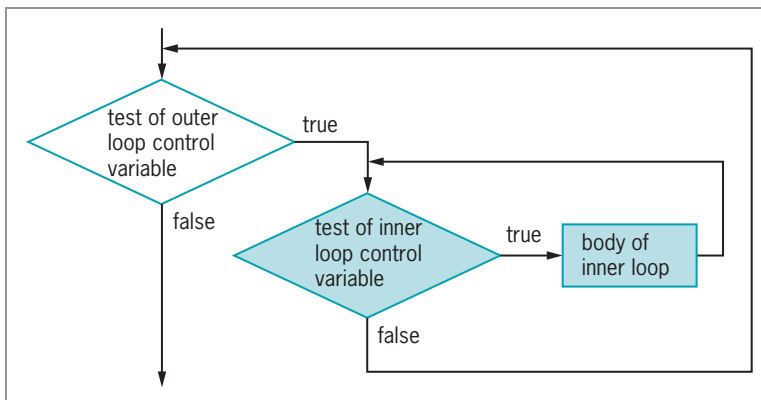 test of outer
loop control
variable
true
false
test of inner
loop control
variable
true
body of
inner loop
false